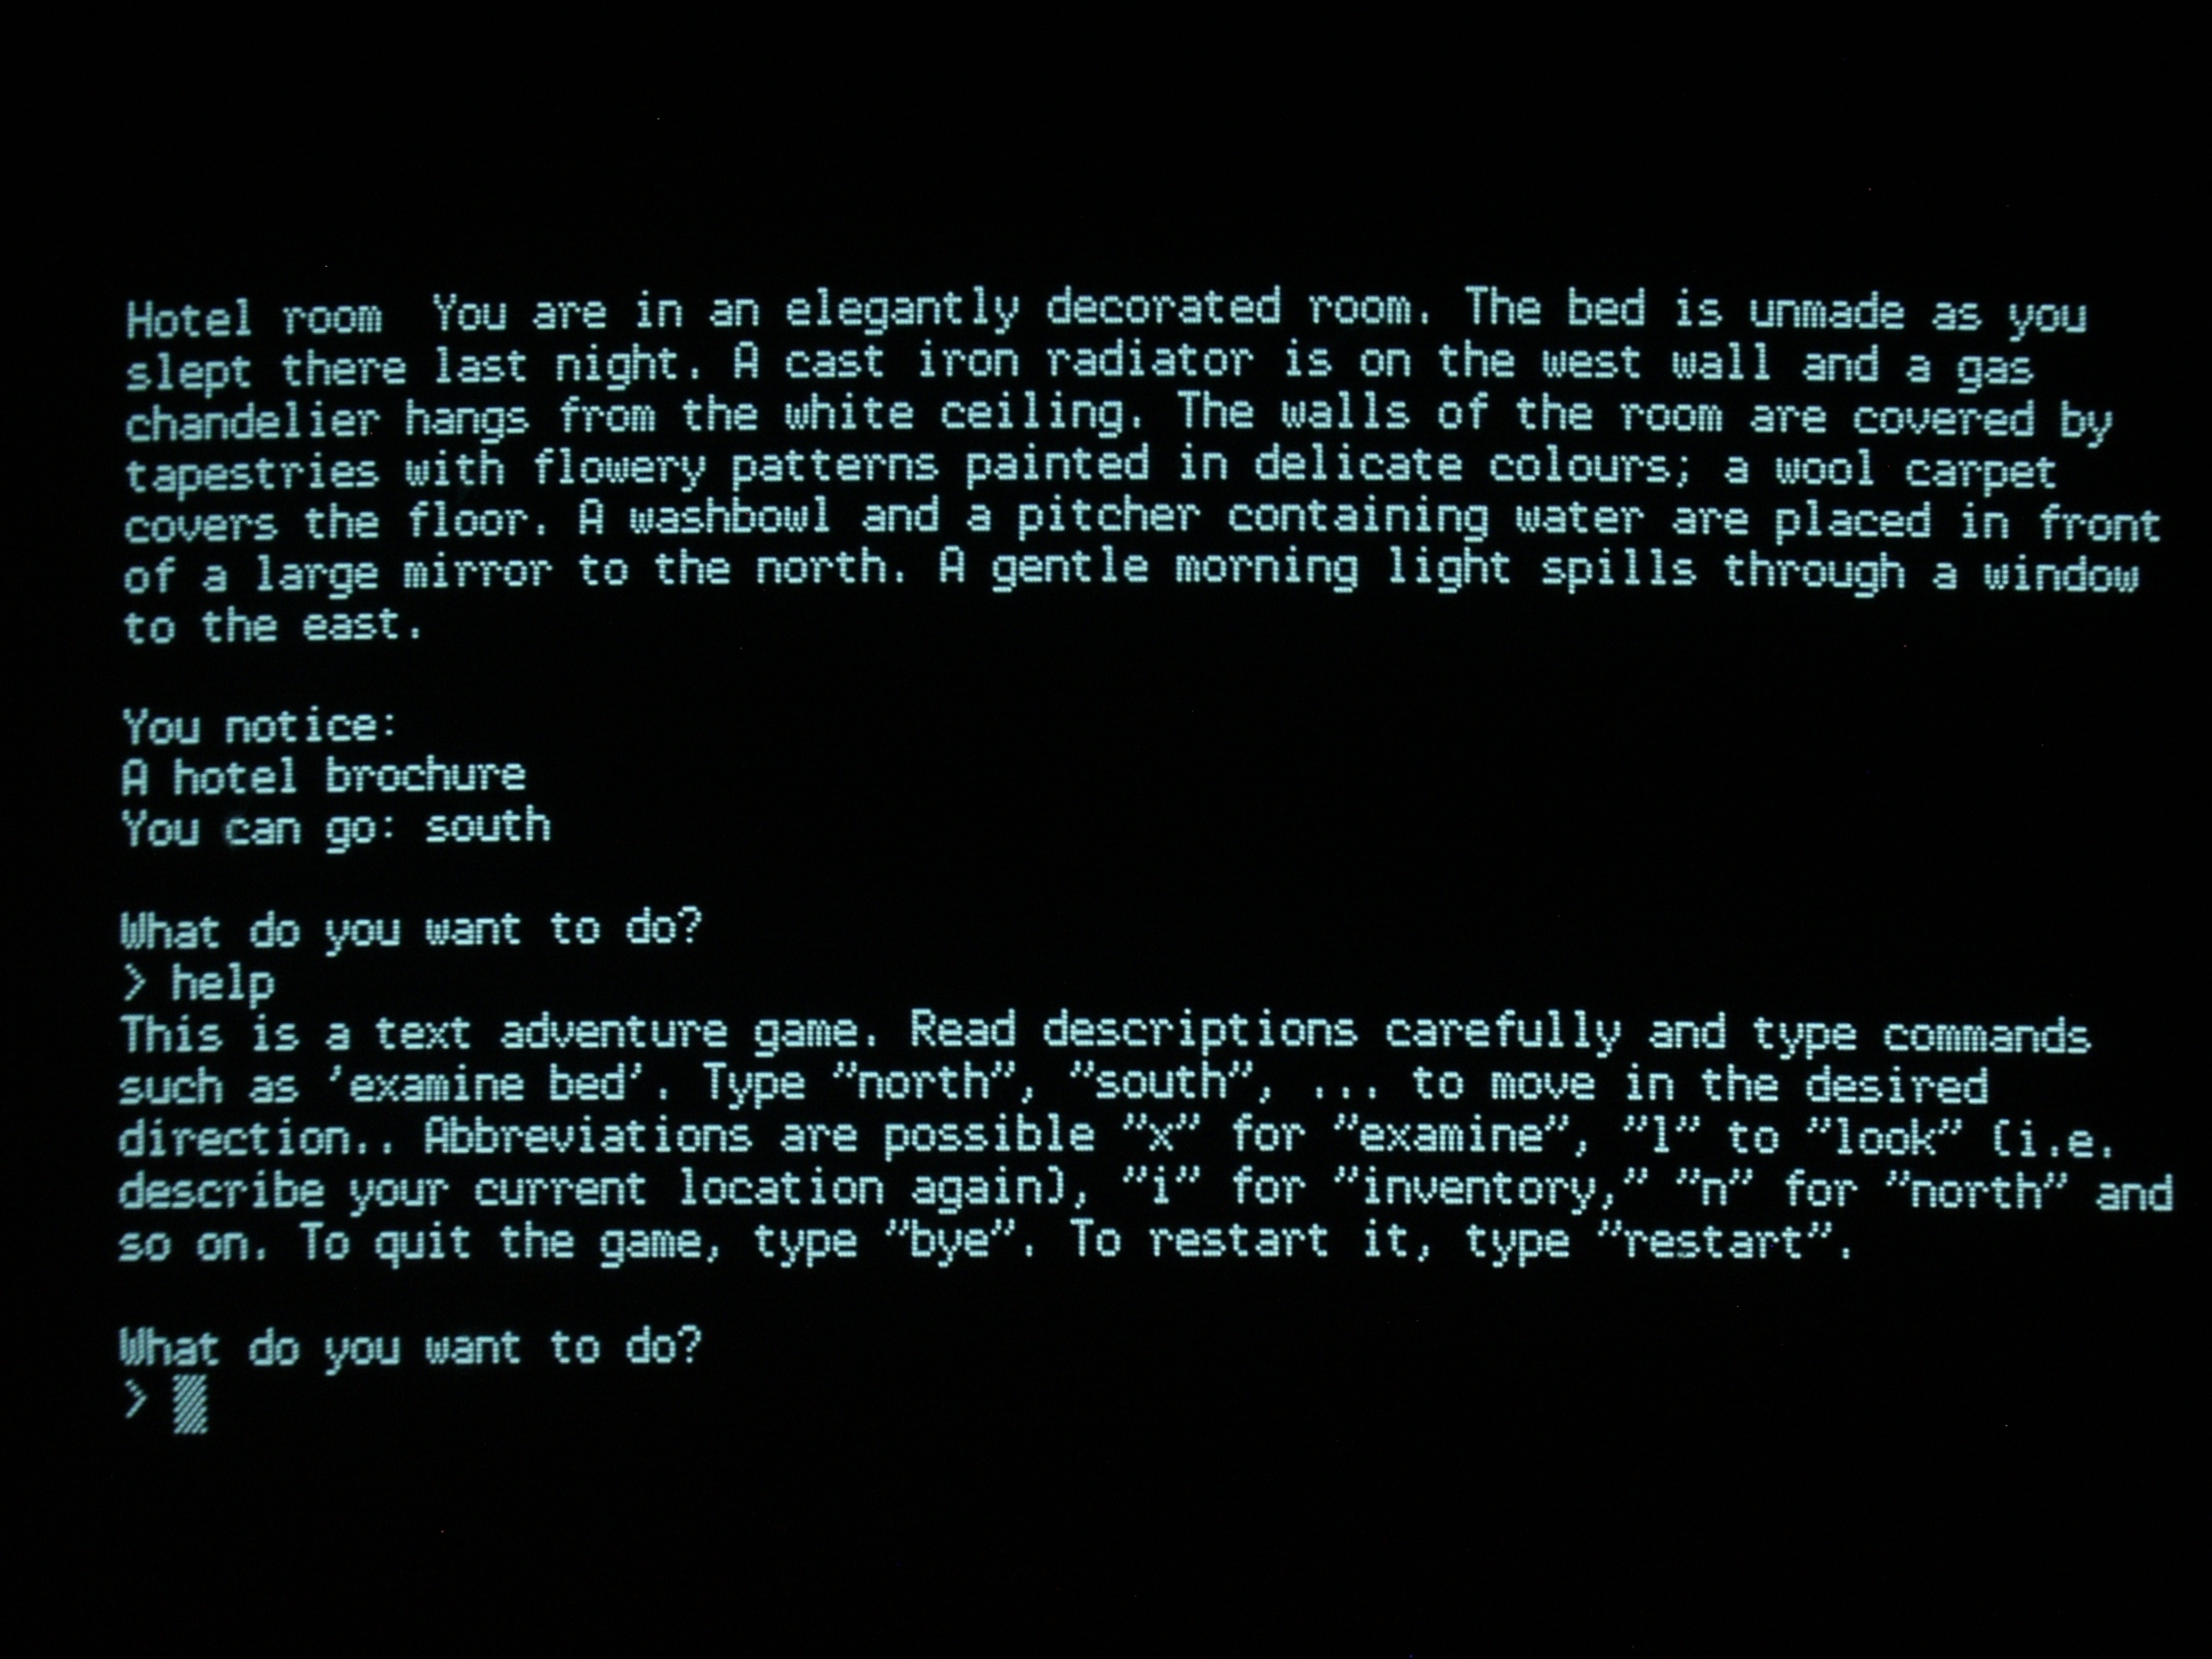 Hotel room  You are in an elegantly decorated room. The bed is unmade as you
slept there last night. A cast iron radiator is on the west wall and a gas
chandelier hangs from the white ceiling. The walls of the room are covered by
tapestries with flowery patterns painted in delicate colours; a wool carpet
covers the floor. A washbowl and a pitcher containing water are placed in front
of a large mirror to the north. A gentle morning light spills through a window
to the east.
You notice:
A hotel brochure
You can go: south
What do you want to do?
> help
This is a text adventure game. Read descriptions carefully and type commands
such as 'examine bed'. Type "north", "south", ... to move in the desired
direction.. Abbreviations are possible "x" for "examine", "l" to "look" (i.e.
describe your current location again), "i" for "inventory," "n" for "north" and
so on. To quit the game, type "bye". To restart it, type "restart".
What do you want to do?
>